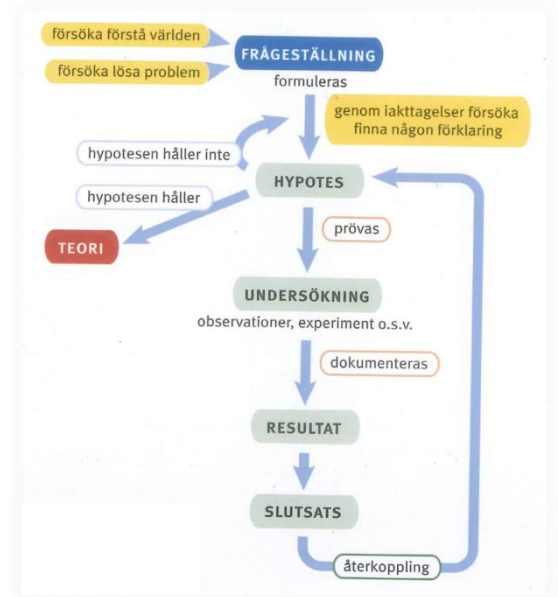 försöka förstå världen
FRÅGESTÄLLNING
försöka lösa problem
formuleras
genom iakttagelser försöka
finna någon förklaring
hypotesen håller inte
HYPOTES
hypotesen håller
prövas
TEORI
UNDERSÖKNING
observationer, experiment o.s.v.
dokumenteras
RESULTAT
SLUTSATS
återkoppling